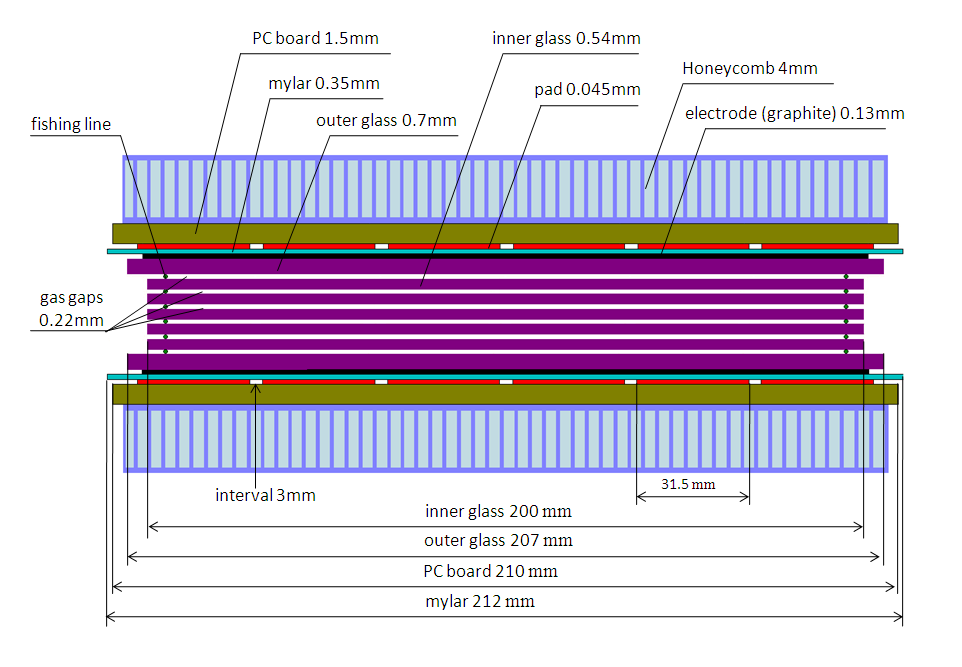 PC board 1.5mm
inner glass 0.54mm
Honeycomb 4mm
mylar 0.35mm
pad 0.045mm
electrode (graphite) 0.13mm
fishing line
outer glass 0.7mm
gas gaps
0.22mm
interval 3mm
31.5 mm
inner glass 200 mm
outer glass 207 mm
PC board 210 mm
mylar 212 mm